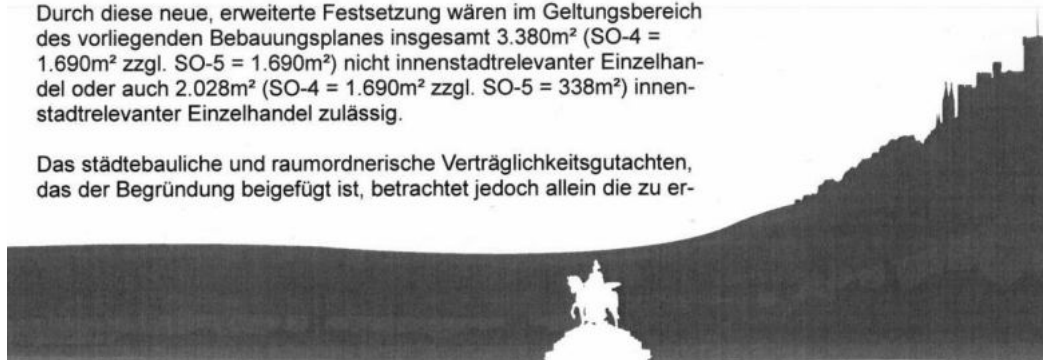 Durch diese neue, erweiterte Festsetzung wären im Geltungsbereich
des vorliegenden Bebauungsplanes insgesamt 3.380m² (SO-4 =
1.690m² zzgl. SO-5 = 1.690m²) nicht innenstadtrelevanter Einzelhan-
del oder auch 2.028m² (SO-4 = 1.690m² zzgl. SO-5 = 338m²) innen-
stadtrelevanter Einzelhandel zulässig.
Das städtebauliche und raumordnerische Verträglichkeitsgutachten,
das der Begründung beigefügt ist, betrachtet jedoch allein die zu er-